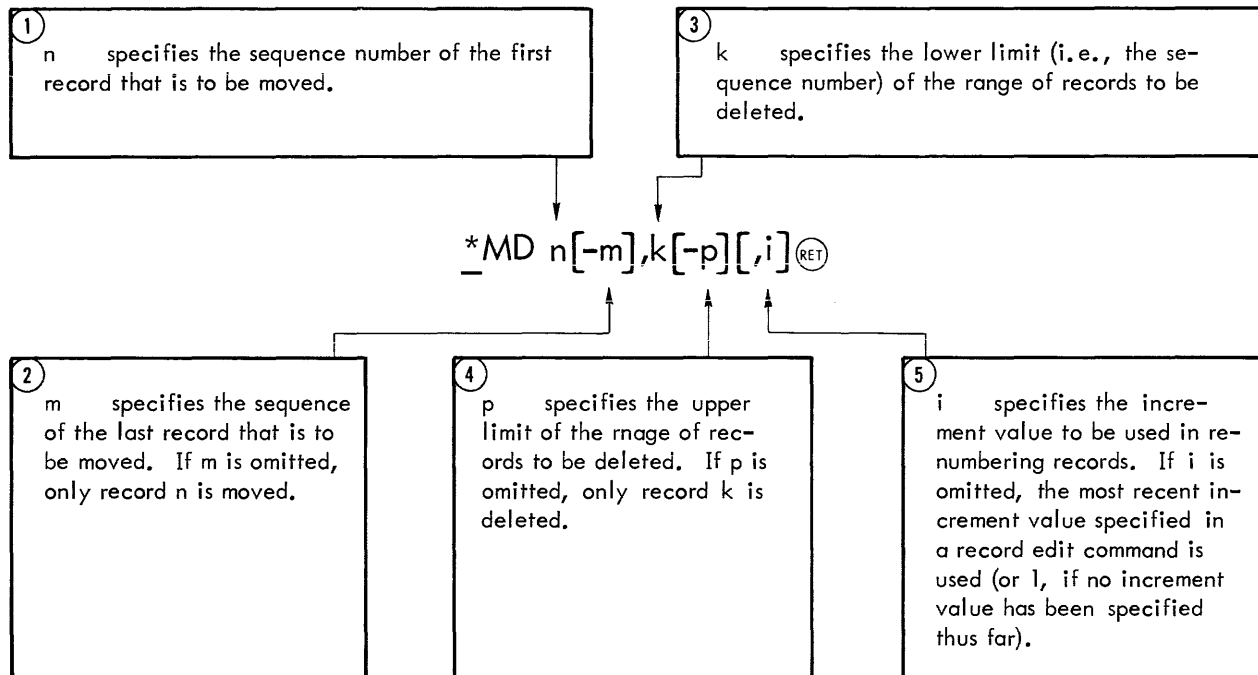 1
n specifies the sequence number of the first
record that is to be moved.
3
k specifies the lower limit (i.e., the se-
quence number) of the range of records to be
deleted.
*MD n[-m],k[-p][,i] RET
2
m specifies the sequence
of the last record that is to
be moved. If m is omitted,
only record n is moved.
4
p specifies the upper
limit of the rnage of rec-
ords to be deleted. If p is
omitted, only record k is
deleted.
5
i specifies the incre-
ment value to be used in re-
numbering records. If i is
omitted, the most recent in-
crement value specified in
a record edit command is
used (or 1, if no increment
value has been specified
thus far).